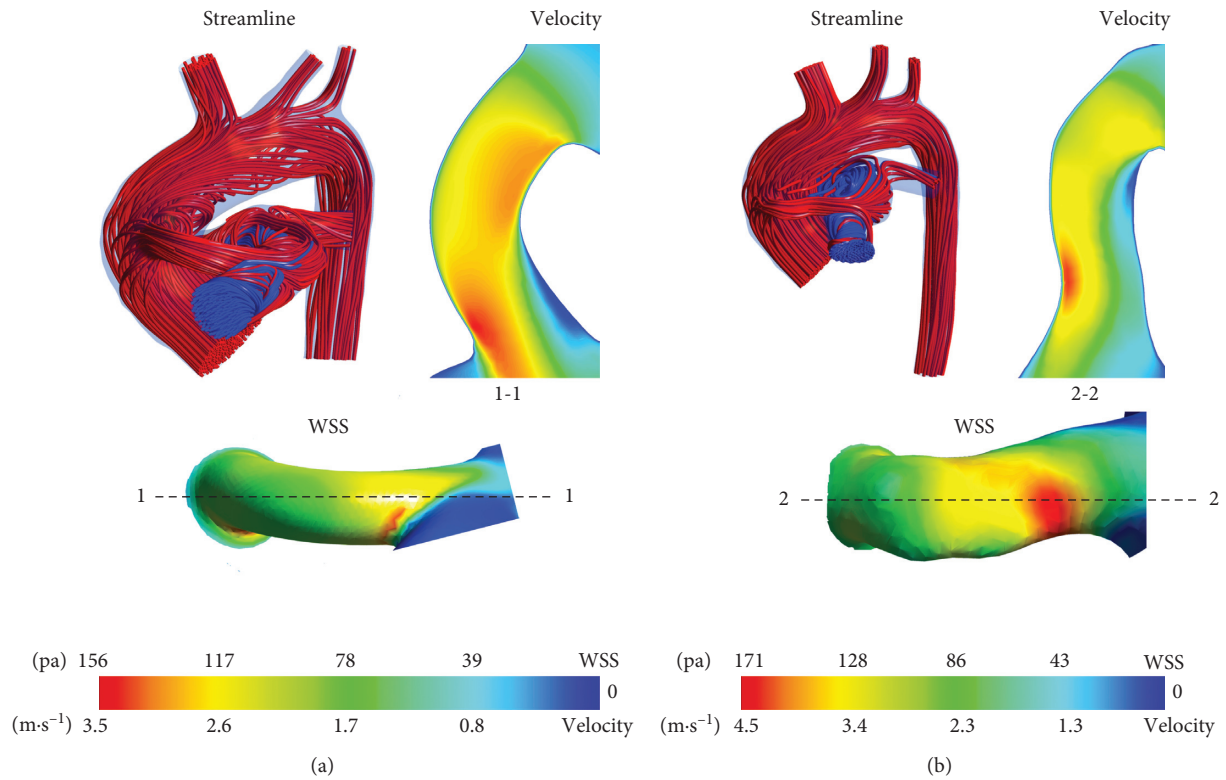 Streamline Velocity
1-1
WSS
1 1
(pa) 156 117 78 39 WSS
0
(m·s⁻¹) 3.5 2.6 1.7 0.8 Velocity
(a)
Streamline Velocity
2-2
WSS
2 2
(pa) 171 128 86 43 WSS
0
(m·s⁻¹) 4.5 3.4 2.3 1.3 Velocity
(b)